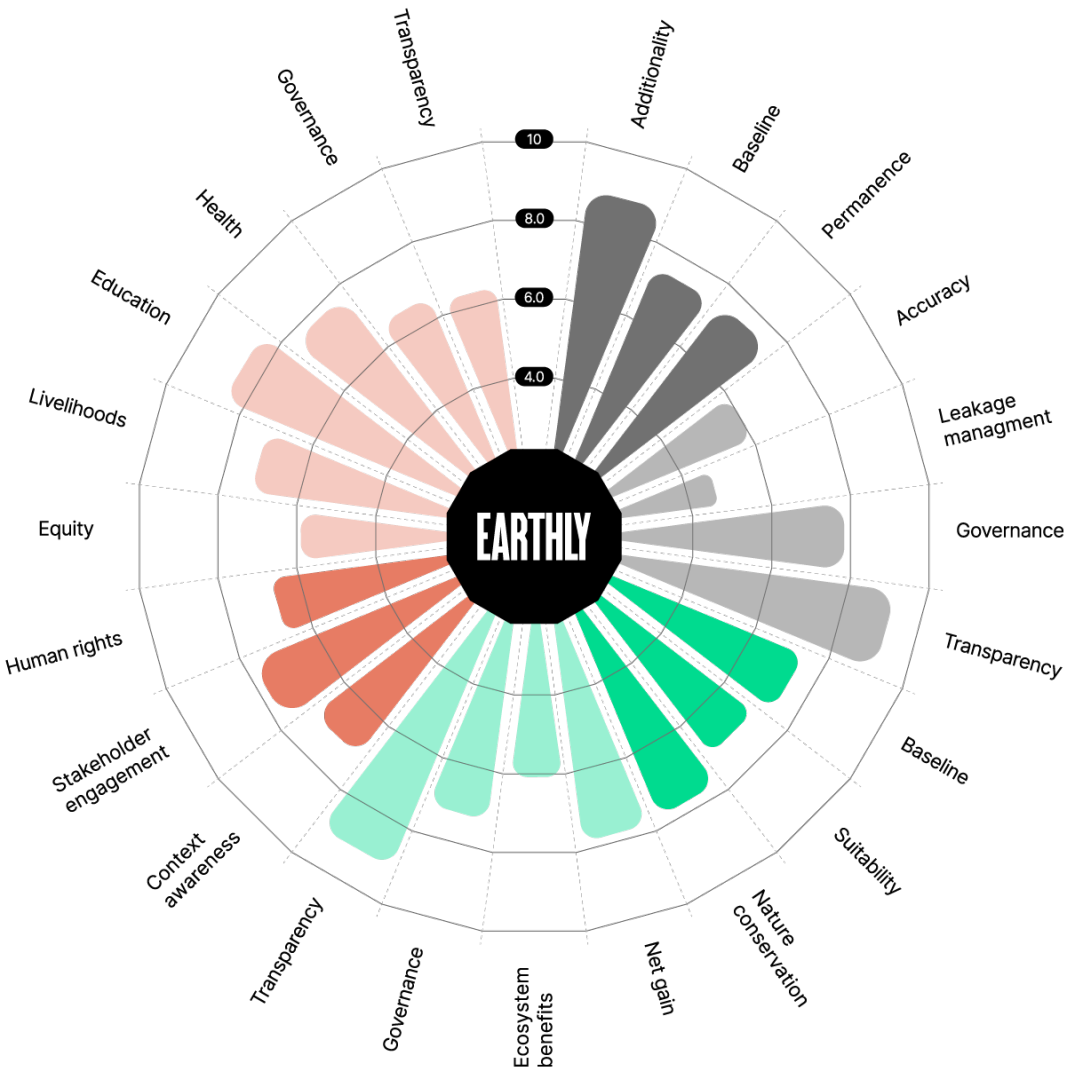 Transparency
Additionality
Governance
Baseline
10
Permanence
Health
8.0
Education
Accuracy
6.0
4.0
Livelihoods
Leakage
managment
EARTHLY
Equity
Governance
Human rights
Transparency
Stakeholder
engagement
Baseline
Context
awareness
Suitability
Transparency
Nature
conservation
Governance
Net gain
Ecosystem
benefits